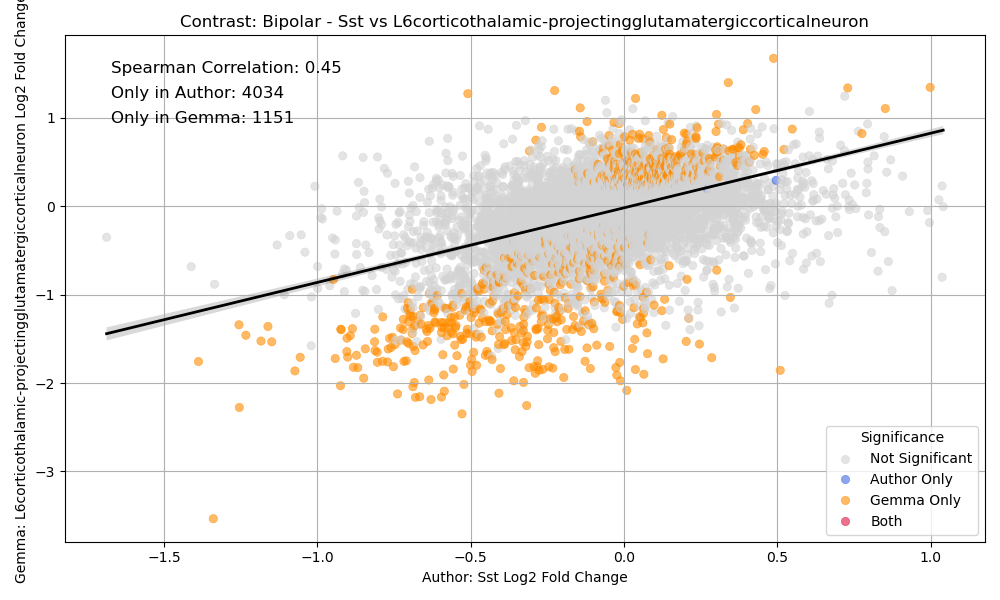 Contrast: Bipolar - Sst vs L6corticothalamic-projectingglutamatergiccorticalneuron
Gemma: L6corticothalamic-projectingglutamatergiccorticalneuron Log2 Fold Change
Spearman Correlation: 0.45
Only in Author: 4034
Only in Gemma: 1151
1
0
−1
−2
−3
Significance
Not Significant
Author Only
Gemma Only
Both
−1.5
−1.0
−0.5
0.0
0.5
1.0
Author: Sst Log2 Fold Change